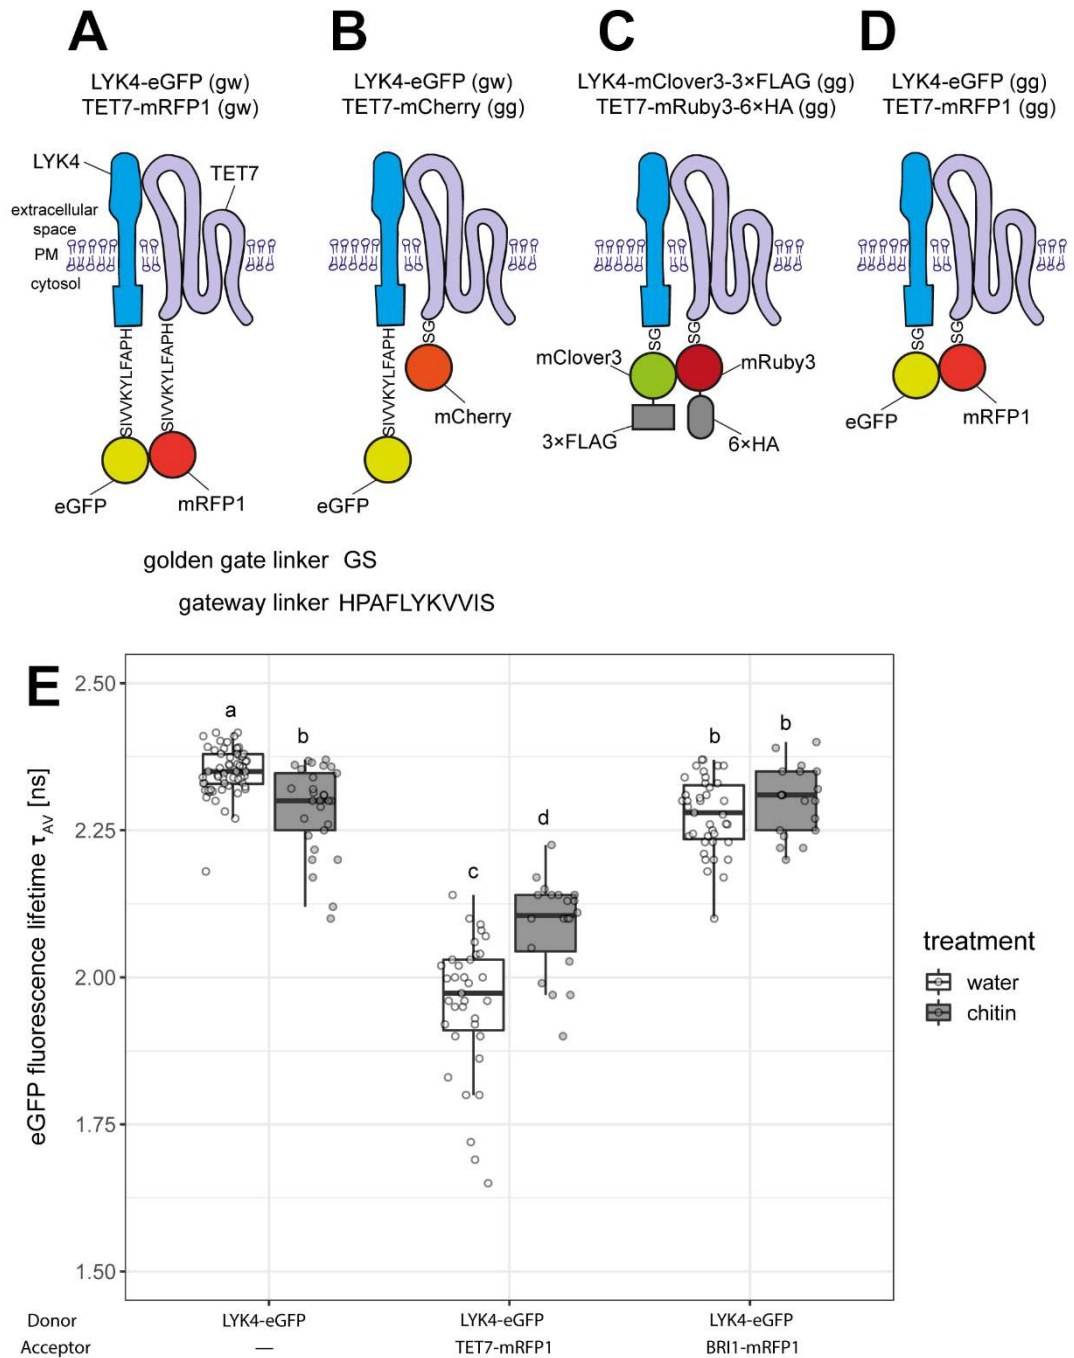 A
B
C
D
LYK4-eGFP (gw)
TET7-mRFP1 (gw)
LYK4-eGFP (gw)
TET7-mCherry (gg)
LYK4-mClover3-3×FLAG (gg)
TET7-mRuby3-6×HA (gg)
LYK4-eGFP (gg)
TET7-mRFP1 (gg)
LYK4
TET7
extracellular
space
PM
cytosol
SIVVKYLFAPH
SIVVKYLFAPH
eGFP
mRFP1
SIVVKYLFAPH
SG
mCherry
eGFP
SG
SG
mClover3
mRuby3
3×FLAG
6×HA
SG
SG
eGFP
mRFP1
golden gate linker GS
gateway linker HPAFLYKVVIS
E
eGFP fluorescence lifetime τAV [ns]
2.50
2.25
2.00
1.75
1.50
a
b
c
d
b
b
treatment
water
chitin
Donor LYK4-eGFP LYK4-eGFP LYK4-eGFP
Acceptor — TET7-mRFP1 BRI1-mRFP1